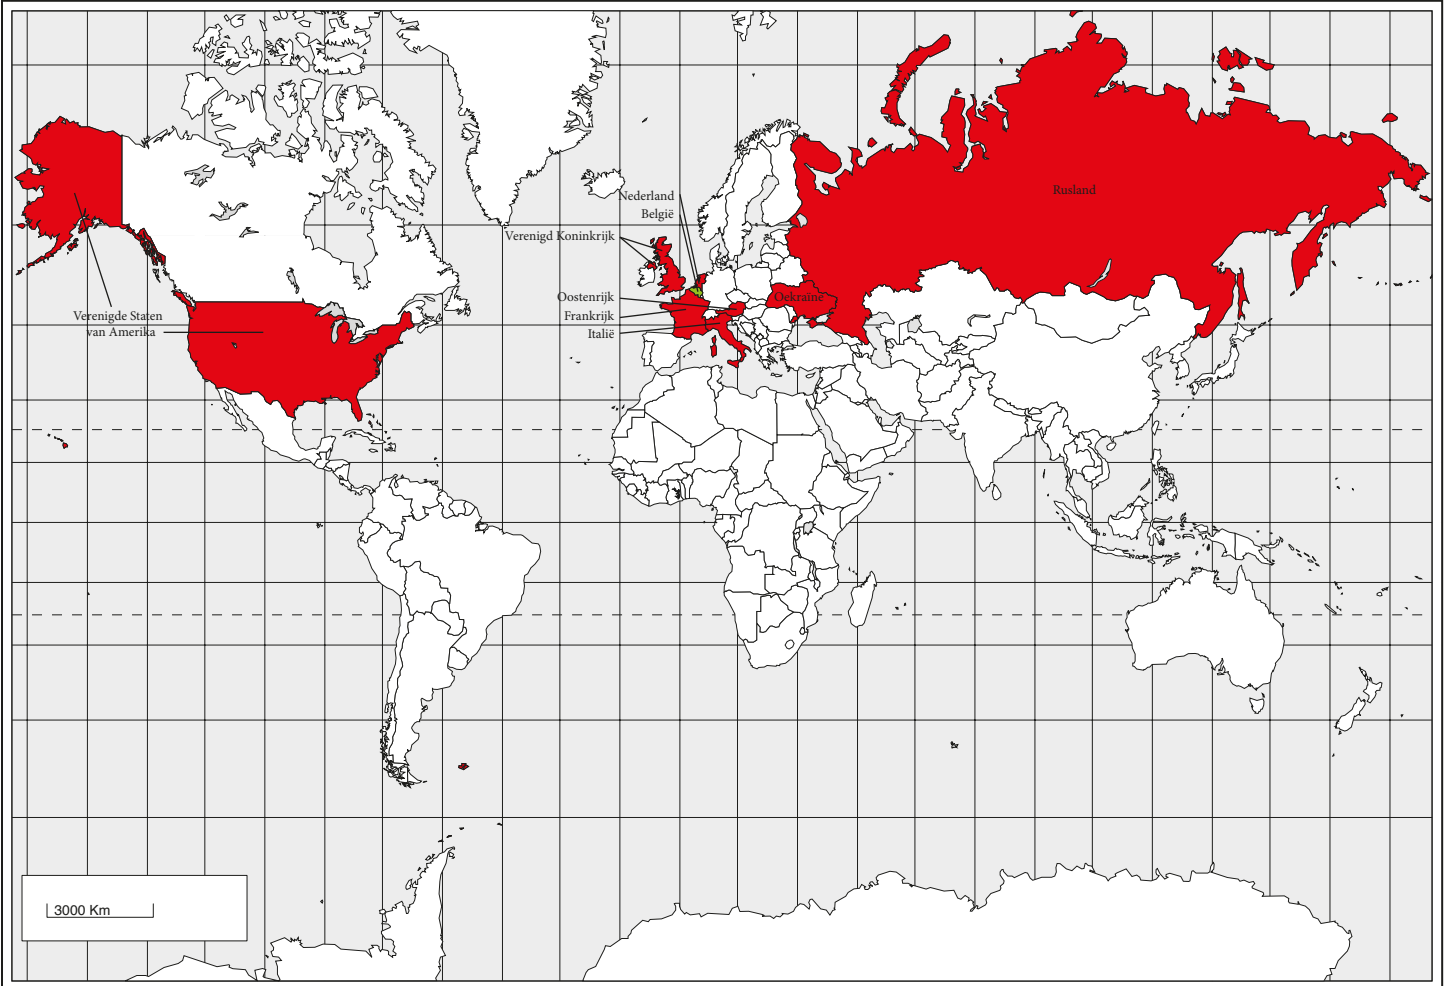 Rusland
Nederland
België
Verenigd Koninkrijk
Oostenrijk
Oekraïne
Frankrijk
Italië
Verenigde Staten
van Amerika
3000 Km